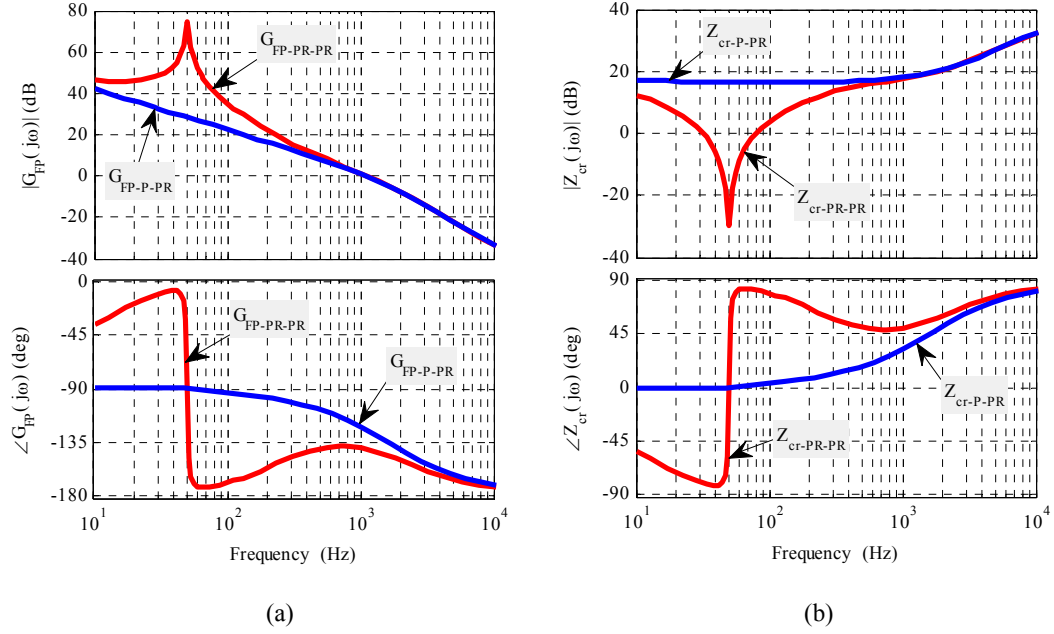 80
60
40
20
0
-20
-40
|G_FP(jω)| (dB)
G_FP-PR-PR
G_FP-P-PR
0
-45
-90
-135
-180
∠G_FP(jω) (deg)
G_FP-PR-PR
G_FP-P-PR
10^1
10^2
10^3
10^4
Frequency (Hz)
(a)
40
20
0
-20
-40
|Z_cr(jω)| (dB)
Z_cr-P-PR
Z_cr-PR-PR
90
45
0
-45
-90
∠Z_cr(jω) (deg)
Z_cr-P-PR
Z_cr-PR-PR
10^1
10^2
10^3
10^4
Frequency (Hz)
(b)